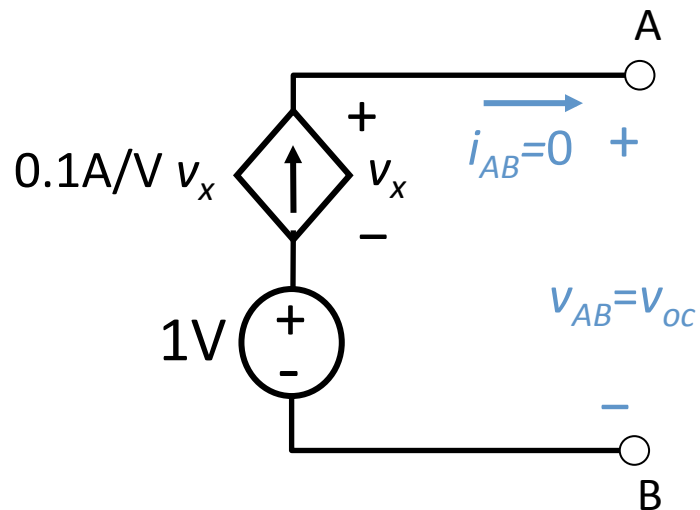 A
+
i_AB=0 +
0.1A/V v_x
v_x
−
v_AB=v_oc
+
1V
-
−
B